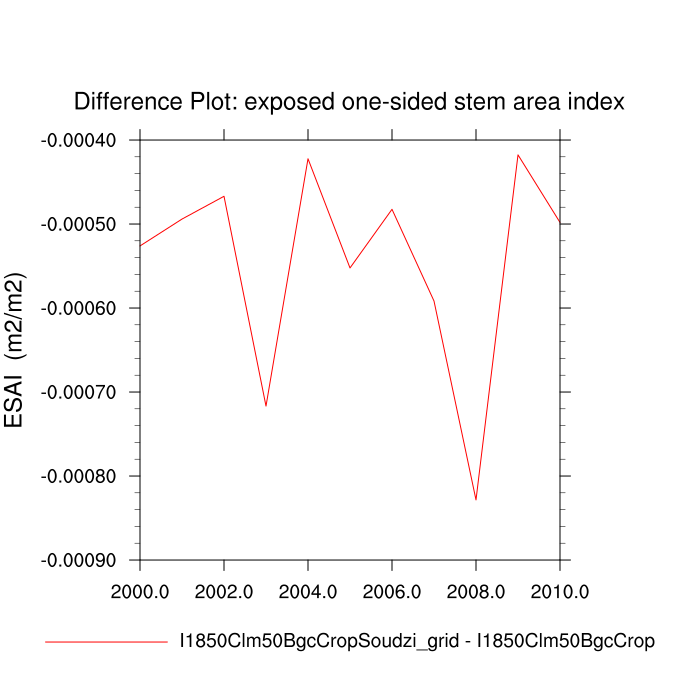 Difference Plot: exposed one-sided stem area index
-0.00040
-0.00050
-0.00060
-0.00070
-0.00080
-0.00090
ESAI (m2/m2)
2000.0 2002.0 2004.0 2006.0 2008.0 2010.0
I1850Clm50BgcCropSoudzi_grid - I1850Clm50BgcCrop